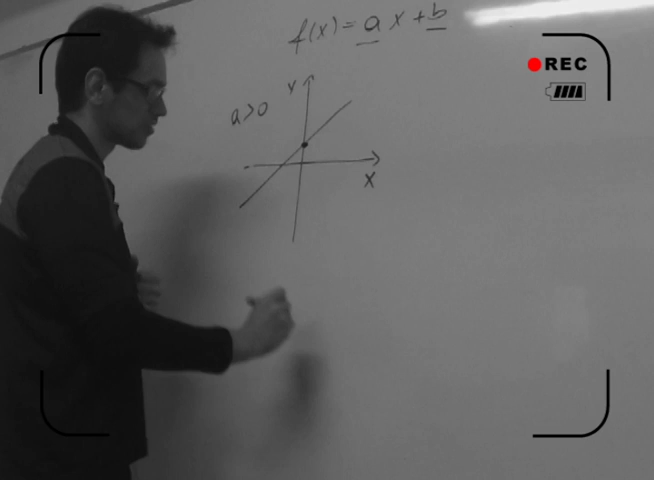 f(x) = a x + b
REC
a>0
y
x